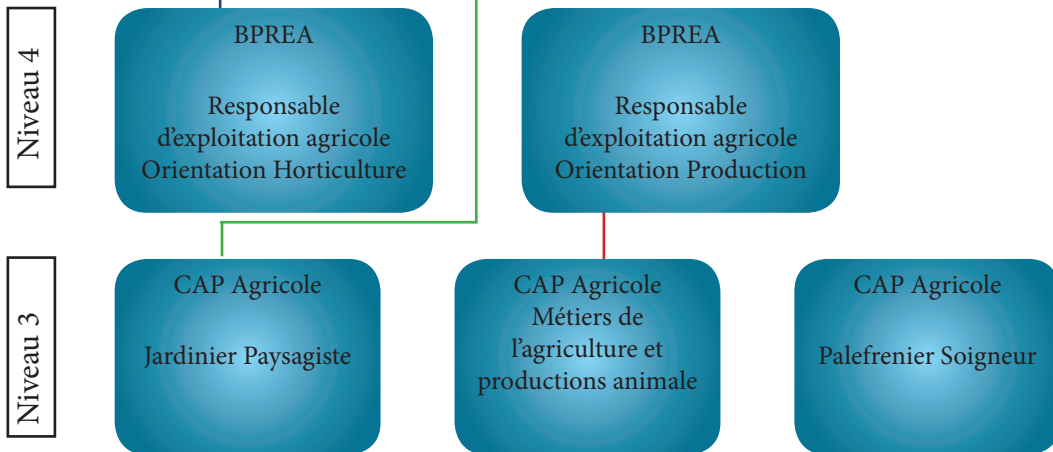 Niveau 4
BPREA
Responsable
d'exploitation agricole
Orientation Horticulture
BPREA
Responsable
d'exploitation agricole
Orientation Production
Niveau 3
CAP Agricole
Jardinier Paysagiste
CAP Agricole
Métiers de
l'agriculture et
productions animale
CAP Agricole
Palefrenier Soigneur